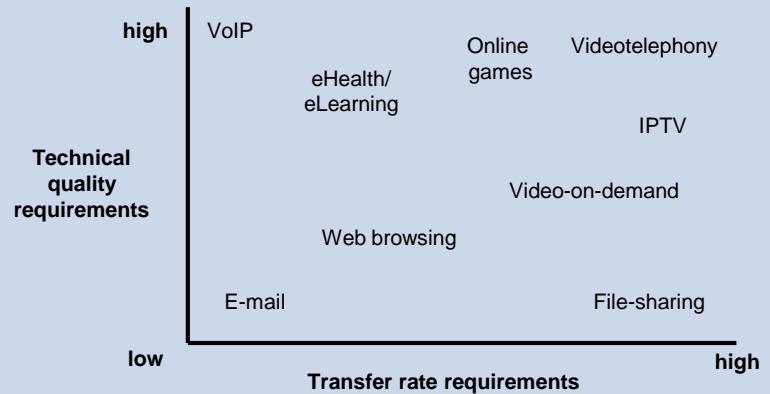 high
VoIP
Online
games
Videotelephony
eHealth/
eLearning
IPTV
Technical
quality
requirements
Video-on-demand
Web browsing
E-mail
File-sharing
low
high
Transfer rate requirements